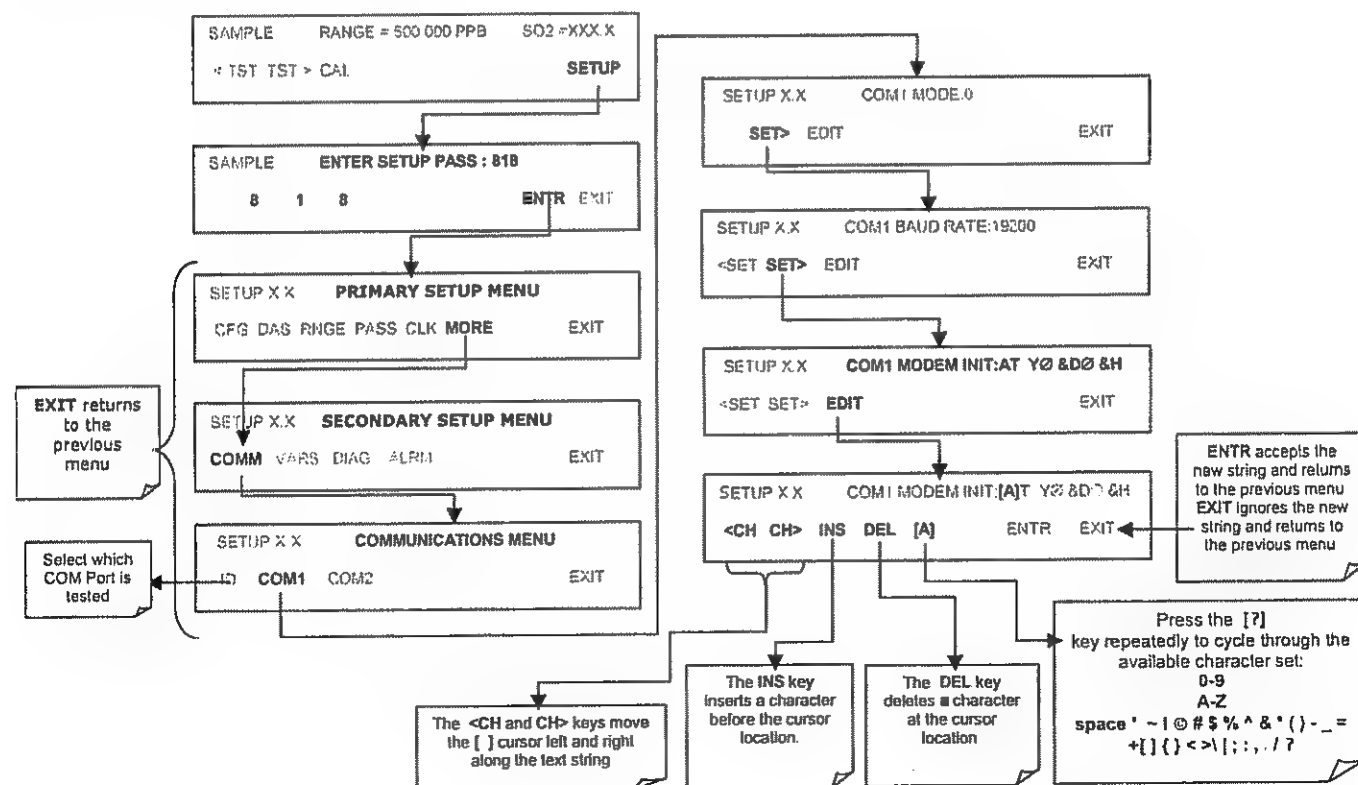 SAMPLE RANGE = 500 000 PPB SO2 =XXX.X
< TST TST > CAL SETUP
SAMPLE ENTER SETUP PASS : 818
8 1 8 ENTR EXIT
SETUP X X PRIMARY SETUP MENU
CFG DAS RNGE PASS CLK MORE EXIT
EXIT returns
to the
previous
menu
SETUP X.X SECONDARY SETUP MENU
COMM VARS DIAG ALRM EXIT
SETUP X X COMMUNICATIONS MENU
ID COM1 COM2 EXIT
Select which
COM Port is
tested
SETUP X.X COM1 MODE:0
SET> EDIT EXIT
SETUP X.X COM1 BAUD RATE:19200
<SET SET> EDIT EXIT
SETUP X.X COM1 MODEM INIT:AT YØ &DØ &H
<SET SET> EDIT EXIT
SETUP X X COM1 MODEM INIT:[A]T YØ &DØ &H
<CH CH> INS DEL [A] ENTR EXIT
ENTR accepts the
new string and returns
to the previous menu
EXIT ignores the new
string and returns to
the previous menu
The <CH and CH> keys move
the [ ] cursor left and right
along the text string
The INS key
inserts a character
before the cursor
location.
The DEL key
deletes a character
at the cursor
location
Press the [?]
key repeatedly to cycle through the
available character set:
0-9
A-Z
space ' ~ ! © # $ % ^ & * ( ) - _ =
+[ ] { } < >\ | ; : , . / ?